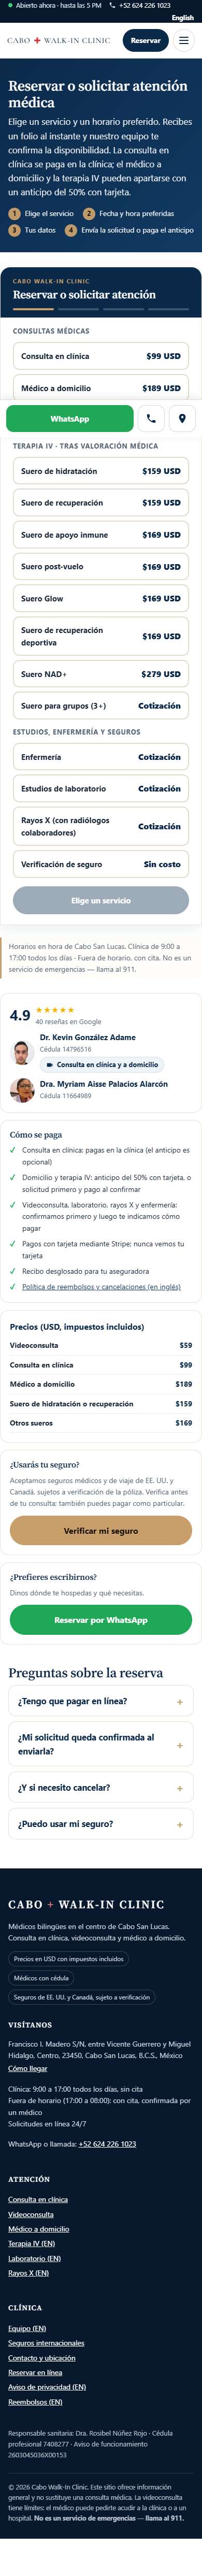 Abierto ahora · hasta las 5 PM
+52 624 226 1023
English
CABO + WALK-IN CLINIC
Reservar
Reservar o solicitar atención
médica
Elige un servicio y un horario preferido. Recibes
un folio al instante y nuestro equipo te
confirma la disponibilidad. La consulta en
clínica se paga en la clínica; el médico a
domicilio y la terapia IV pueden apartarse con
un anticipo del 50% con tarjeta.
1 Elige el servicio
2 Fecha y hora preferidas
3 Tus datos
4 Envía la solicitud o paga el anticipo
CABO WALK-IN CLINIC
Reservar o solicitar atención
CONSULTAS MÉDICAS
Consulta en clínica $99 USD
Médico a domicilio $189 USD
WhatsApp
TERAPIA IV · TRAS VALORACIÓN MÉDICA
Suero de hidratación $159 USD
Suero de recuperación $159 USD
Suero de apoyo inmune $169 USD
Suero post-vuelo $169 USD
Suero Glow $169 USD
Suero de recuperación
deportiva $169 USD
Suero NAD+ $279 USD
Suero para grupos (3+) Cotización
ESTUDIOS, ENFERMERÍA Y SEGUROS
Enfermería Cotización
Estudios de laboratorio Cotización
Rayos X (con radiólogos
colaboradores) Cotización
Verificación de seguro Sin costo
Elige un servicio
Horarios en hora de Cabo San Lucas. Clínica de 9:00 a
17:00 todos los días · Fuera de horario, con cita. No es un
servicio de emergencias — llama al 911.
4.9 ★★★★★
40 reseñas en Google
Dr. Kevin González Adame
Cédula 14796516
Consulta en clínica y a domicilio
Dra. Myriam Aisse Palacios Alarcón
Cédula 11664989
Cómo se paga
✓ Consulta en clínica: pagas en la clínica (el anticipo es
opcional)
✓ Domicilio y terapia IV: anticipo del 50% con tarjeta, o
solicitud primero y pago al confirmar
✓ Videoconsulta, laboratorio, rayos X y enfermería:
confirmamos primero y luego te indicamos cómo
pagar
✓ Pagos con tarjeta mediante Stripe; nunca vemos tu
tarjeta
✓ Recibo desglosado para tu aseguradora
✓ Política de reembolsos y cancelaciones (en inglés)
Precios (USD, impuestos incluidos)
Videoconsulta $59
Consulta en clínica $99
Médico a domicilio $189
Suero de hidratación o recuperación $159
Otros sueros $169
¿Usarás tu seguro?
Aceptamos seguros médicos y de viaje de EE. UU. y
Canadá, sujetos a verificación de la póliza. Verifica antes
de tu consulta: también puedes pagar como particular.
Verificar mi seguro
¿Prefieres escribirnos?
Dinos dónde te hospedas y qué necesitas.
Reservar por WhatsApp
Preguntas sobre la reserva
¿Tengo que pagar en línea? +
¿Mi solicitud queda confirmada al
enviarla? +
¿Y si necesito cancelar? +
¿Puedo usar mi seguro? +
CABO + WALK-IN CLINIC
Médicos bilingües en el centro de Cabo San Lucas.
Consulta en clínica, videoconsulta y médico a domicilio.
Precios en USD con impuestos incluidos
Médicos con cédula
Seguros de EE. UU. y Canadá, sujeto a verificación
VISÍTANOS
Francisco I. Madero S/N, entre Vicente Guerrero y Miguel
Hidalgo, Centro, 23450, Cabo San Lucas, B.C.S., México
Cómo llegar
Clínica: 9:00 a 17:00 todos los días, sin cita
Fuera de horario (17:00 a 08:00): con cita, confirmada por
un médico
Solicitudes en línea 24/7
WhatsApp o llamada: +52 624 226 1023
ATENCIÓN
Consulta en clínica
Videoconsulta
Médico a domicilio
Terapia IV (EN)
Laboratorio (EN)
Rayos X (EN)
CLÍNICA
Equipo (EN)
Seguros internacionales
Contacto y ubicación
Reservar en línea
Aviso de privacidad (EN)
Reembolsos (EN)
Responsable sanitaria: Dra. Rosibel Núñez Rojo · Cédula
profesional 7408277 · Aviso de funcionamiento
2603045036X00153
© 2026 Cabo Walk-In Clinic. Este sitio ofrece información
general y no sustituye una consulta médica. La videoconsulta
tiene límites: el médico puede pedirte acudir a la clínica o a un
hospital. No es un servicio de emergencias — llama al 911.